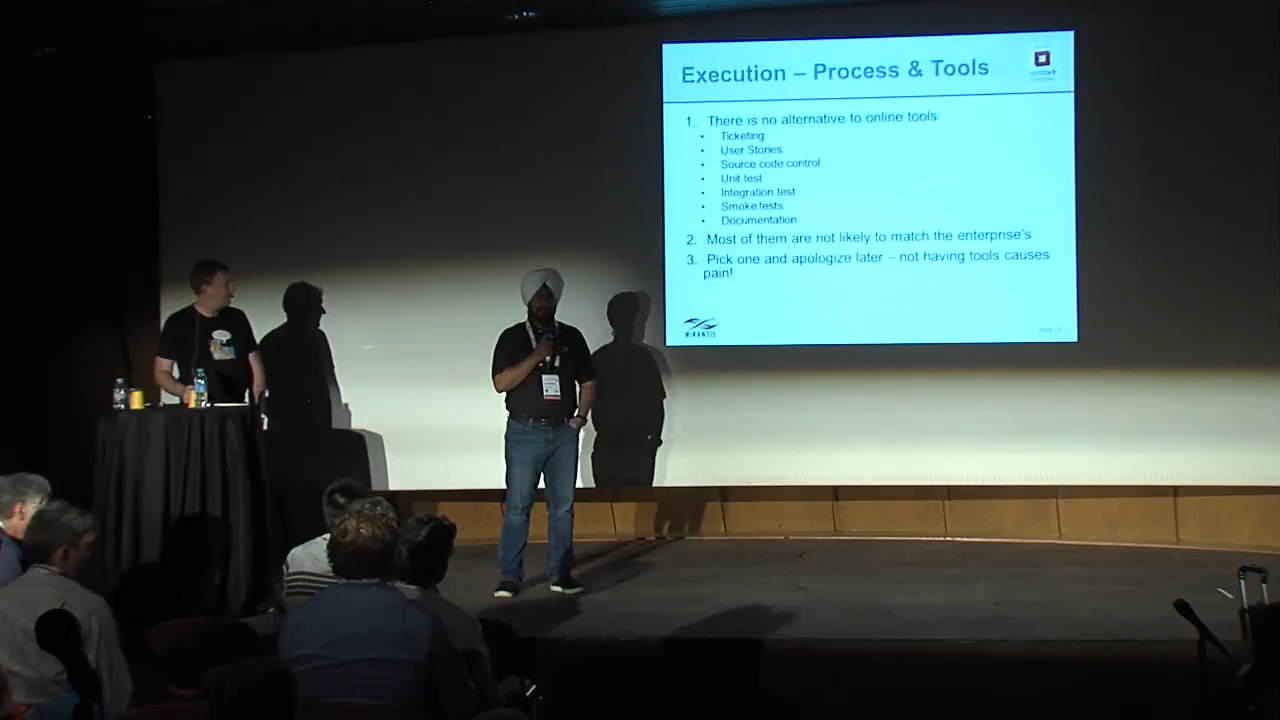 Execution – Process & Tools
1. There is no alternative to online tools
• Ticketing
• User Stories
• Source code control
• Unit test
• Integration test
• Smoke tests
• Documentation
2. Most of them are not likely to match the enterprise's
3. Pick one and apologize later – not having tools causes
pain!
MIRANTIS